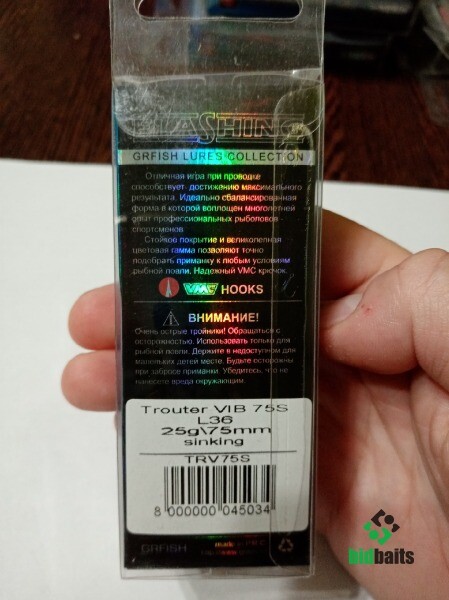 FLASHING
GRFISH LURES COLLECTION
Отличная игра при проводке
способствует достижению максимального
результата. Идеально сбалансированная
форма в которой воплощен многолетний
опыт профессиональных рыболовов -
спортсменов
Стойкое покрытие и великолепная
цветовая гамма позволяют точно
подобрать приманку к любым условиям
рыбной ловли. Надежный VMC крючок.
VMC HOOKS
ВНИМАНИЕ!
Очень острые тройники! Обращаться с
осторожностью. Использовать только для
рыбной ловли. Держите в недоступном для
маленьких детей месте. Будьте осторожны
при забросе приманки. Убедитесь, что не
нанесете вреда окружающим.
Trouter VIB 75S
L36
25g\75mm
sinking
TRV75S
8 000000 045034
GRFISH
made
bidbaits